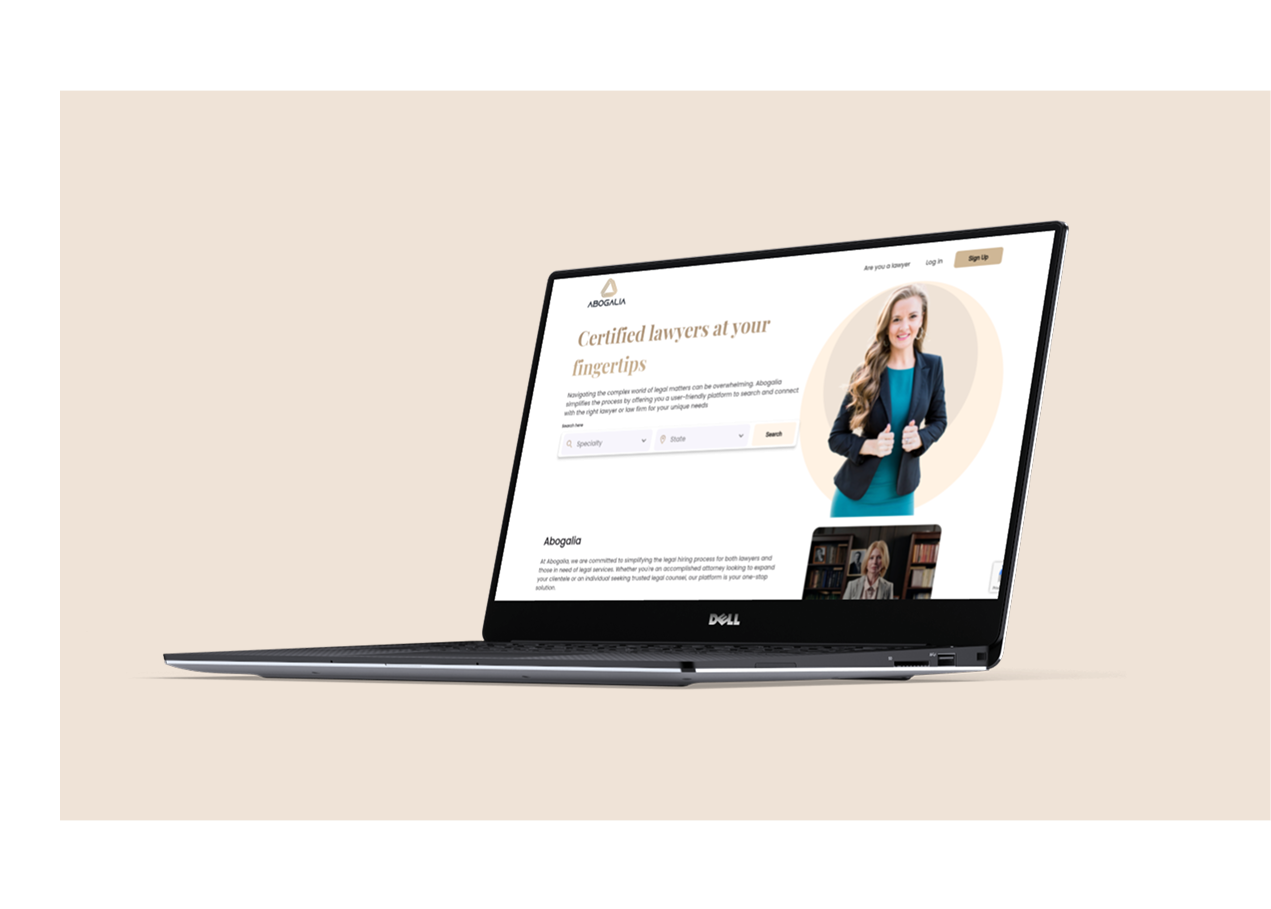 Are you a lawyer
Log in
Sign Up
ABOGALIA
Certified lawyers at your
fingertips
Navigating the complex world of legal matters can be overwhelming. Abogalia
simplifies the process by offering you a user-friendly platform to search and connect
with the right lawyer or law firm for your unique needs
Search here
Specialty
State
Search
Abogalia
At Abogalia, we are committed to simplifying the legal hiring process for both lawyers and
those in need of legal services. Whether you're an accomplished attorney looking to expand
your clientele or an individual seeking trusted legal counsel, our platform is your one-stop
solution.
DELL